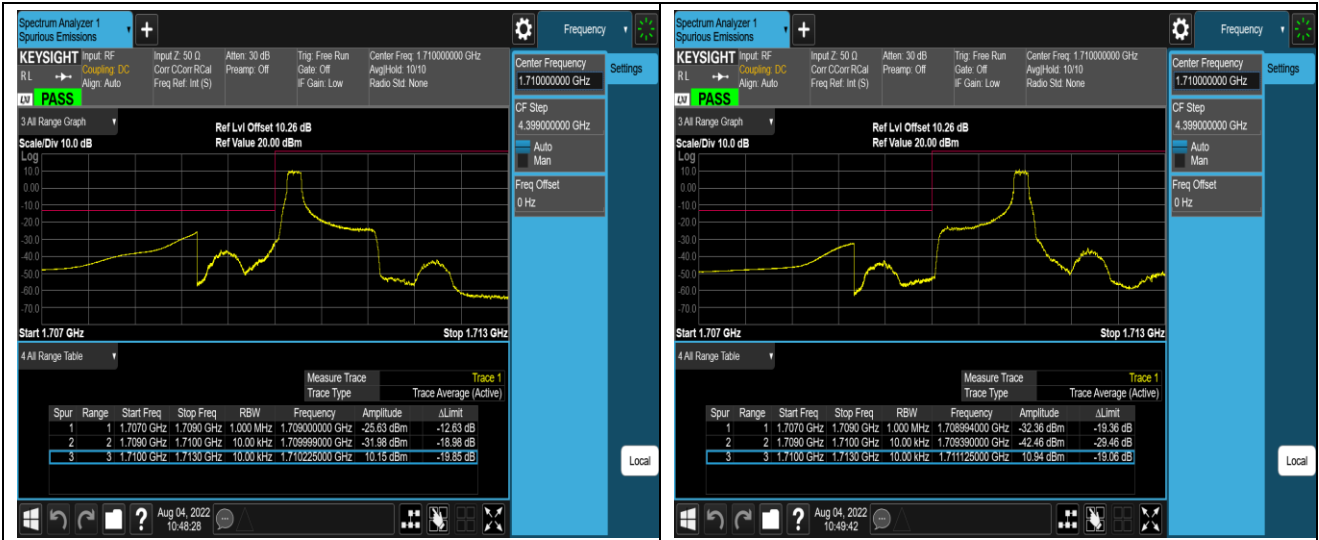 Spectrum Analyzer 1
Spurious Emissions
Frequency
KEYSIGHT Input: RF Input Z: 50 Ω Atten: 30 dB Trig: Free Run Center Freq: 1.710000000 GHz
RL Coupling: DC Corr CCorr RCal Preamp: Off Gate: Off Avg|Hold: 10/10
Align: Auto Freq Ref: Int (S) IF Gain: Low Radio Std: None
LXI PASS
Center Frequency
1.710000000 GHz
Settings
CF Step
4.399000000 GHz
Auto
Man
Freq Offset
0 Hz
3 All Range Graph
Ref Lvl Offset 10.26 dB
Scale/Div 10.0 dB Ref Value 20.00 dBm
Log
10.0
0.00
-10.0
-20.0
-30.0
-40.0
-50.0
-60.0
-70.0
Start 1.707 GHz Stop 1.713 GHz
4 All Range Table
Measure Trace Trace 1
Trace Type Trace Average (Active)
Spur Range Start Freq Stop Freq RBW Frequency Amplitude ΔLimit
1 1 1.7070 GHz 1.7090 GHz 1.000 MHz 1.709000000 GHz -25.63 dBm -12.63 dB
2 2 1.7090 GHz 1.7100 GHz 10.00 kHz 1.709999000 GHz -31.98 dBm -18.98 dB
3 3 1.7100 GHz 1.7130 GHz 10.00 kHz 1.710225000 GHz 10.15 dBm -19.85 dB
Local
?
Aug 04, 2022
10:48:28
Spectrum Analyzer 1
Spurious Emissions
Frequency
KEYSIGHT Input: RF Input Z: 50 Ω Atten: 30 dB Trig: Free Run Center Freq: 1.710000000 GHz
RL Coupling: DC Corr CCorr RCal Preamp: Off Gate: Off Avg|Hold: 10/10
Align: Auto Freq Ref: Int (S) IF Gain: Low Radio Std: None
LXI PASS
Center Frequency
1.710000000 GHz
Settings
CF Step
4.399000000 GHz
Auto
Man
Freq Offset
0 Hz
3 All Range Graph
Ref Lvl Offset 10.26 dB
Scale/Div 10.0 dB Ref Value 20.00 dBm
Log
10.0
0.00
-10.0
-20.0
-30.0
-40.0
-50.0
-60.0
-70.0
Start 1.707 GHz Stop 1.713 GHz
4 All Range Table
Measure Trace Trace 1
Trace Type Trace Average (Active)
Spur Range Start Freq Stop Freq RBW Frequency Amplitude ΔLimit
1 1 1.7070 GHz 1.7090 GHz 1.000 MHz 1.708994000 GHz -32.36 dBm -19.36 dB
2 2 1.7090 GHz 1.7100 GHz 10.00 kHz 1.709390000 GHz -42.46 dBm -29.46 dB
3 3 1.7100 GHz 1.7130 GHz 10.00 kHz 1.711125000 GHz 10.94 dBm -19.06 dB
Local
?
Aug 04, 2022
10:49:42